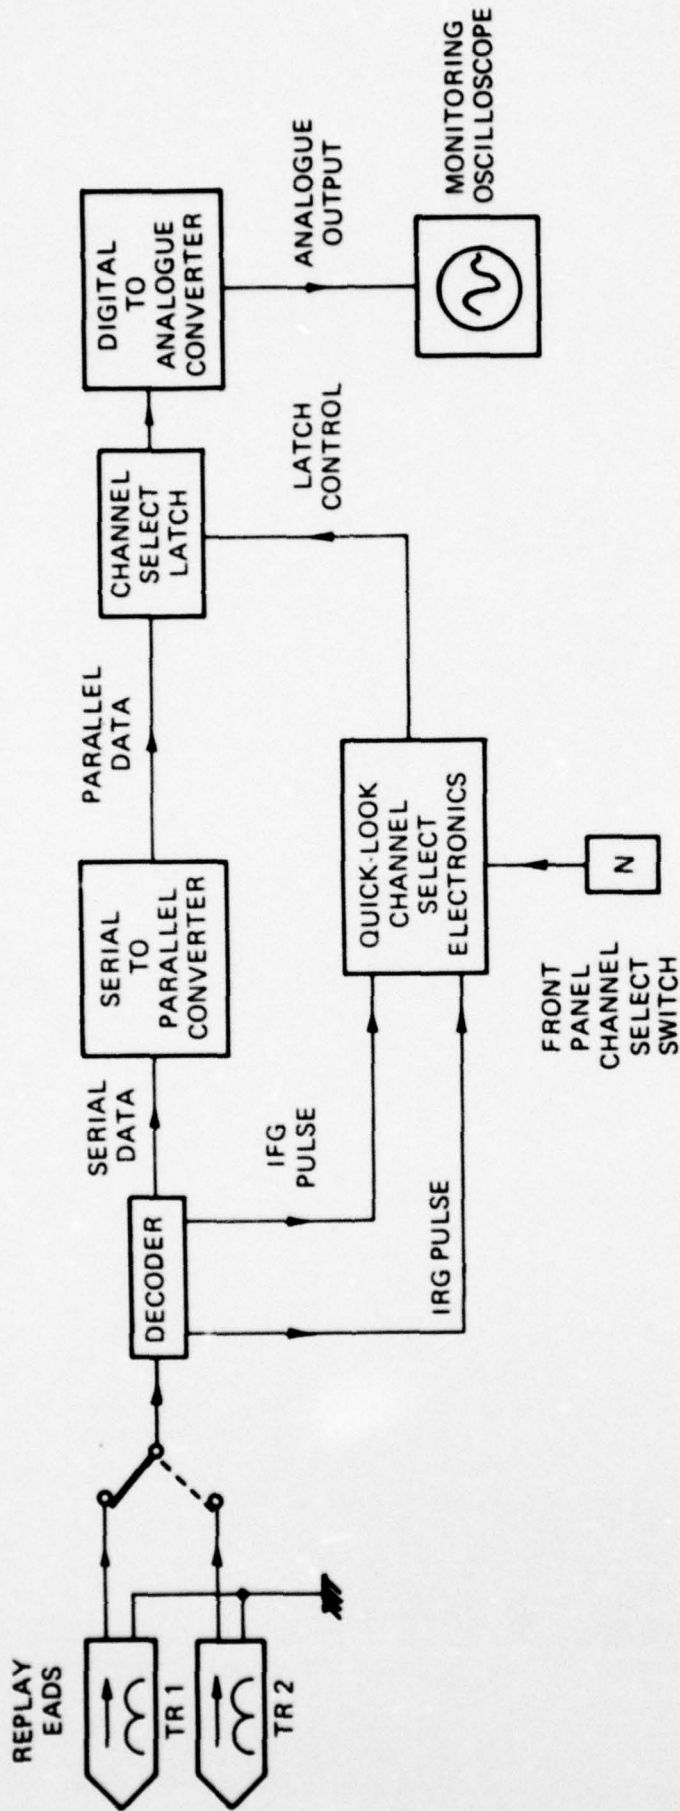 REPLAY
EADS
TR 1
TR 2
DECODER
SERIAL
DATA
SERIAL
TO
PARALLEL
CONVERTER
PARALLEL
DATA
CHANNEL
SELECT
LATCH
DIGITAL
TO
ANALOGUE
CONVERTER
IFG
PULSE
IRG PULSE
QUICK-LOOK
CHANNEL
SELECT
ELECTRONICS
LATCH
CONTROL
ANALOGUE
OUTPUT
MONITORING
OSCILLOSCOPE
FRONT
PANEL
CHANNEL
SELECT
SWITCH
N